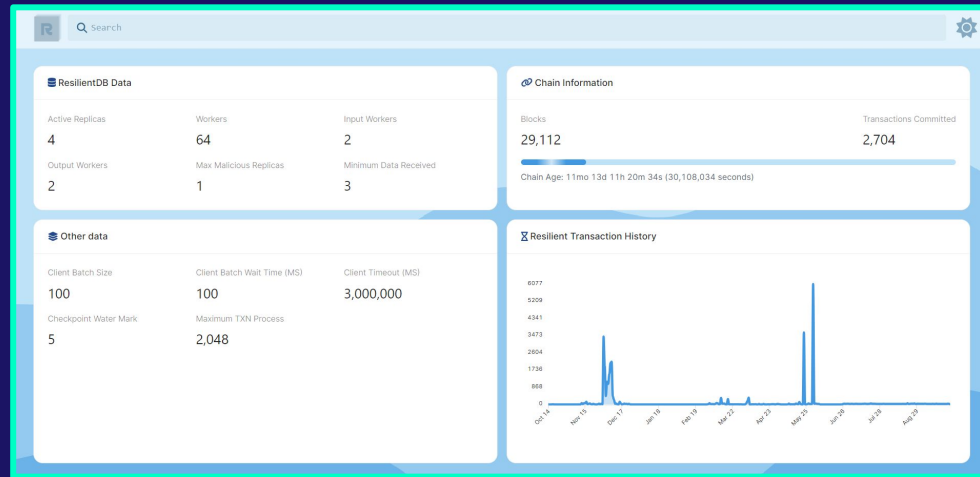 R
Search
ResilientDB Data
Active Replicas
4
Workers
64
Input Workers
2
Output Workers
2
Max Malicious Replicas
1
Minimum Data Received
3
Chain Information
Blocks
29,112
Transactions Committed
2,704
Chain Age: 11mo 13d 11h 20m 34s (30,108,034 seconds)
Other data
Client Batch Size
100
Client Batch Wait Time (MS)
100
Client Timeout (MS)
3,000,000
Checkpoint Water Mark
5
Maximum TXN Process
2,048
Resilient Transaction History
6077
5209
4341
3473
2604
1736
868
0
Oct 14
Nov 15
Dec 17
Jan 18
Feb 19
Mar 22
Apr 23
May 25
Jun 26
Jul 28
Aug 29